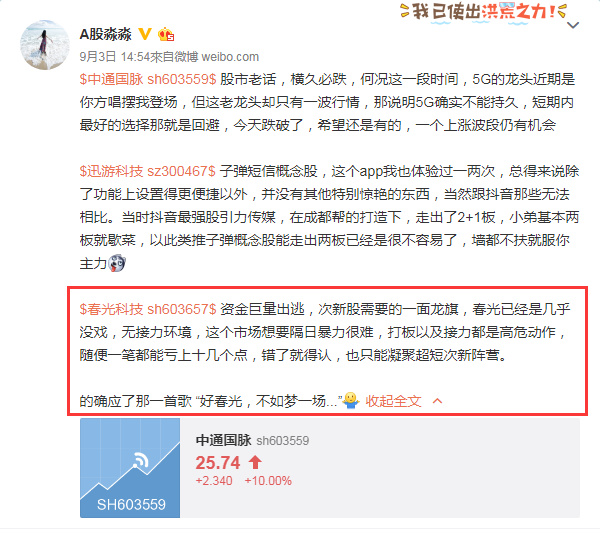 我已使出洪荒之力!
A股淼淼
9月3日 14:54来自微博 weibo.com
$中通国脉 sh603559$ 股市老话，横久必跌，何况这一段时间，5G的龙头近期是
你方唱摆我登场，但这老龙头却只有一波行情，那说明5G确实不能持久，短期内
最好的选择那就是回避，今天跌破了，希望还是有的，一个上涨波段仍有机会
$迅游科技 sz300467$ 子弹短信概念股，这个app我也体验过一两次，总得来说除
了功能上设置得更便捷以外，并没有其他特别惊艳的东西，当然跟抖音那些无法
相比。当时抖音最强股引力传媒，在成都帮的打造下，走出了2+1板，小弟基本两
板就歇菜，以此类推子弹概念股能走出两板已经是很不容易了，墙都不扶就服你
主力
$春光科技 sh603657$ 资金巨量出逃，次新股需要的一面龙旗，春光已经是几乎
没戏，无接力环境，这个市场想要隔日暴力很难，打板以及接力都是高危动作，
随便一笔都能亏上十几个点，错了就得认，也只能凝聚超短次新阵营。
的确应了那一首歌 “好春光，不如梦一场...” 收起全文
中通国脉 sh603559
25.74
+2.340 +10.00%
SH603559